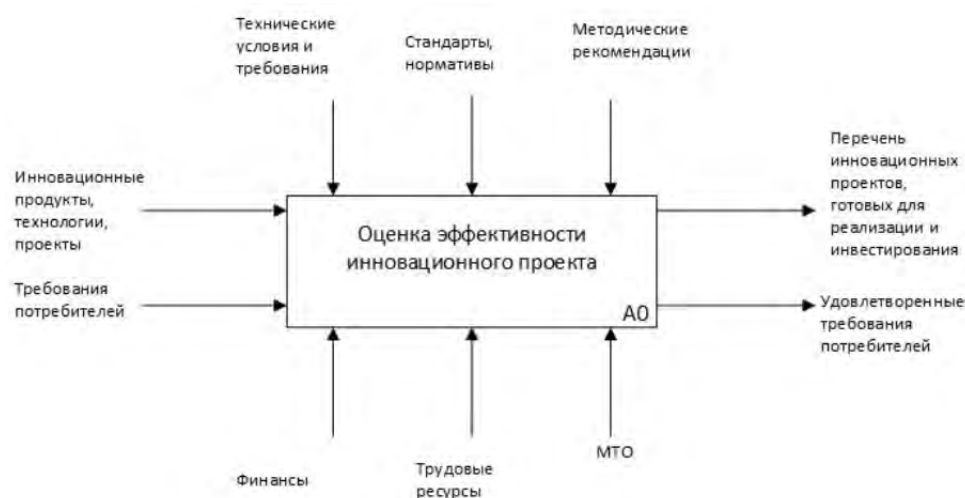 Технические
условия и
требования
Стандарты,
нормативы
Методические
рекомендации
Инновационные
продукты,
технологии,
проекты
Требования
потребителей
Оценка эффективности
инновационного проекта
A0
Перечень
инновационных
проектов,
готовых для
реализации и
инвестирования
Удовлетворенные
требования
потребителей
Финансы
Трудовые
ресурсы
МТО